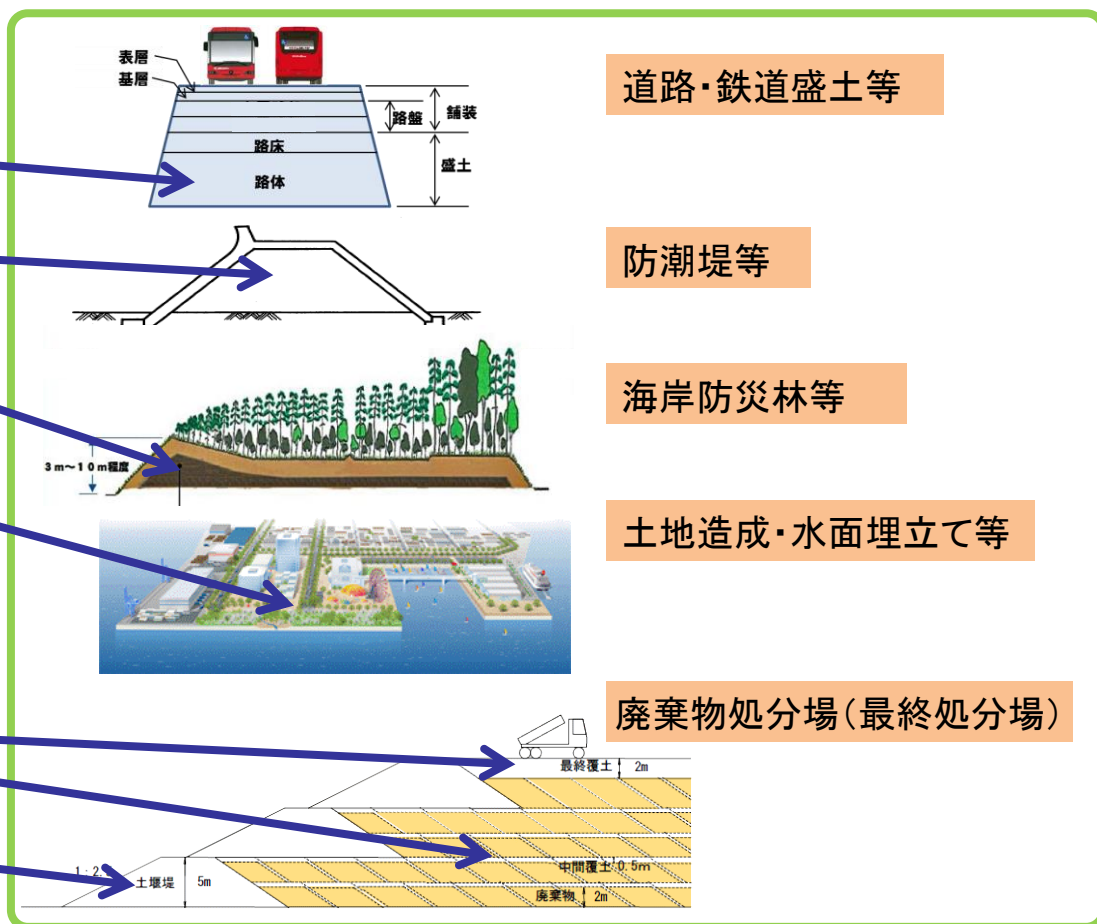 表層
基層
路盤
舗装
路床
盛土
路体
道路・鉄道盛土等
防潮堤等
3m~10m程度
海岸防災林等
土地造成・水面埋立て等
廃棄物処分場(最終処分場)
最終覆土
2m
1:2.
土堰堤
5m
中間覆土
0.5m
廃棄物
2m